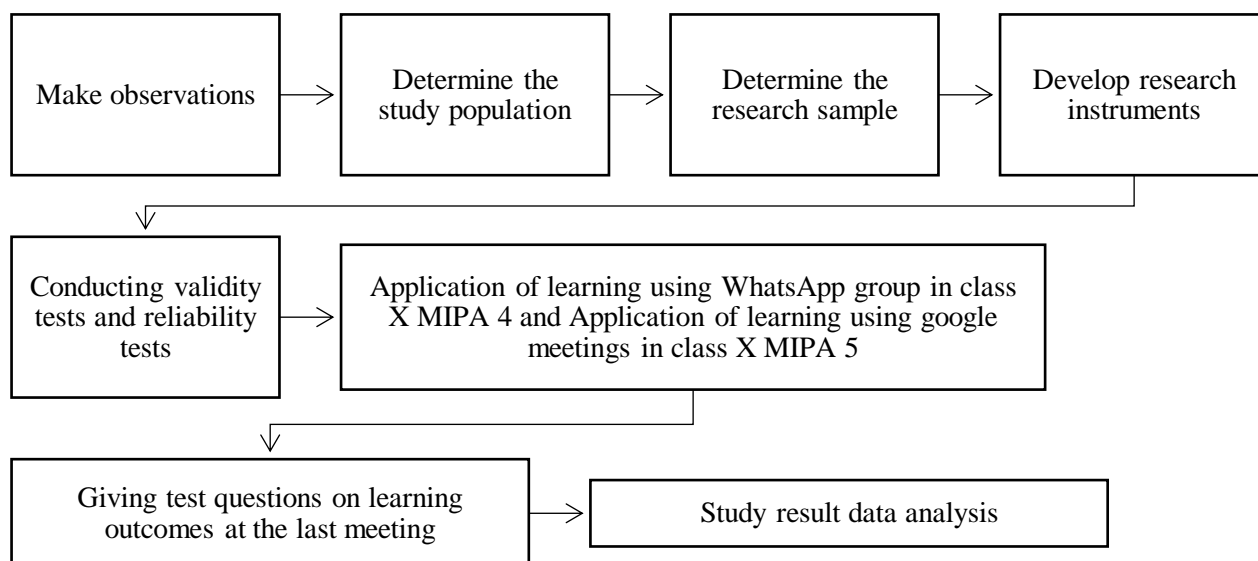 Make observations
Determine the
study population
Determine the
research sample
Develop research
instruments
Conducting validity
tests and reliability
tests
Application of learning using WhatsApp group in class
X MIPA 4 and Application of learning using google
meetings in class X MIPA 5
Giving test questions on learning
outcomes at the last meeting
Study result data analysis